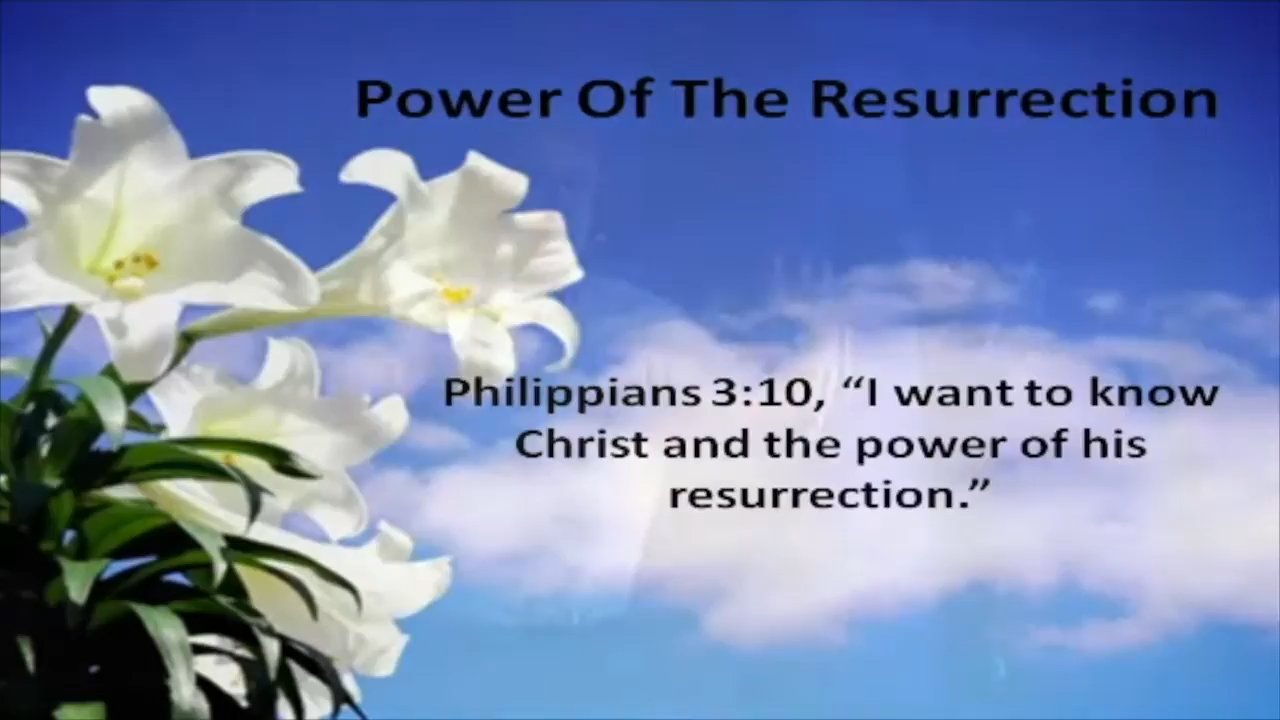 Power Of The Resurrection
Philippians 3:10, “I want to know
Christ and the power of his
resurrection.”